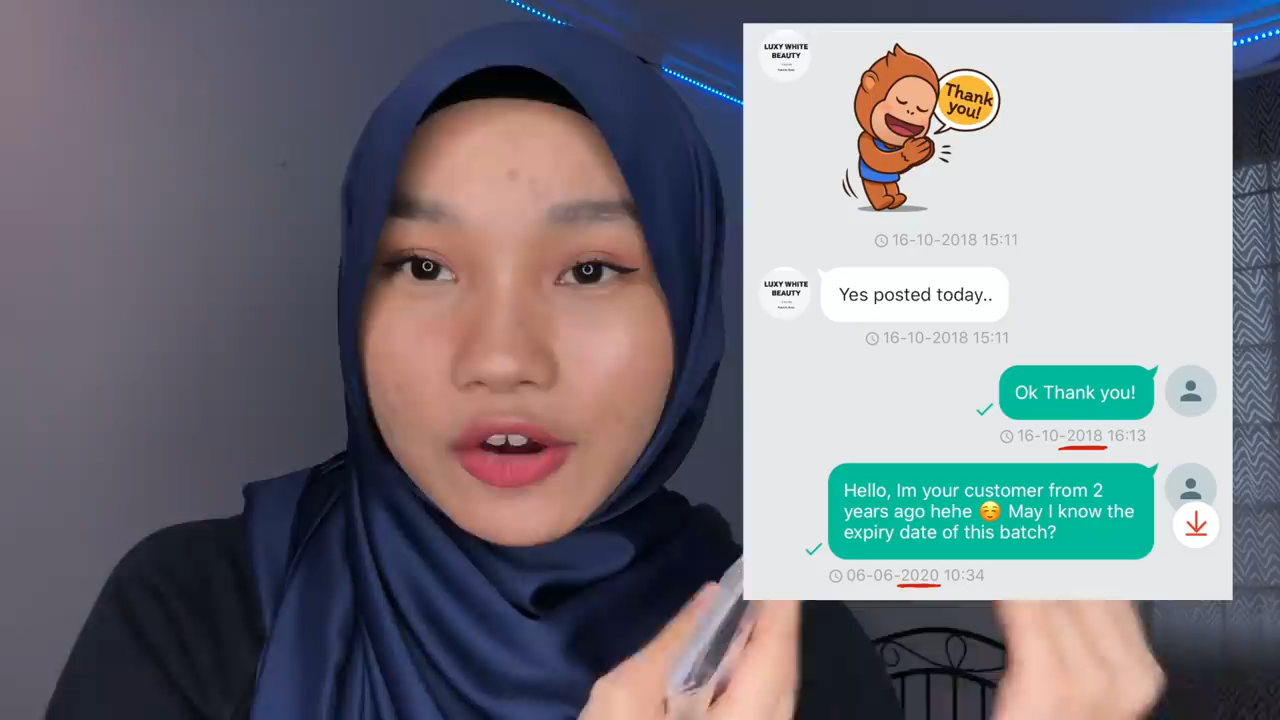 LUXY WHITE
BEAUTY
Thank
you!
16-10-2018 15:11
LUXY WHITE
BEAUTY
Yes posted today..
16-10-2018 15:11
Ok Thank you!
16-10-2018 16:13
Hello, Im your customer from 2
years ago hehe ☺️ May I know the
expiry date of this batch?
06-06-2020 10:34